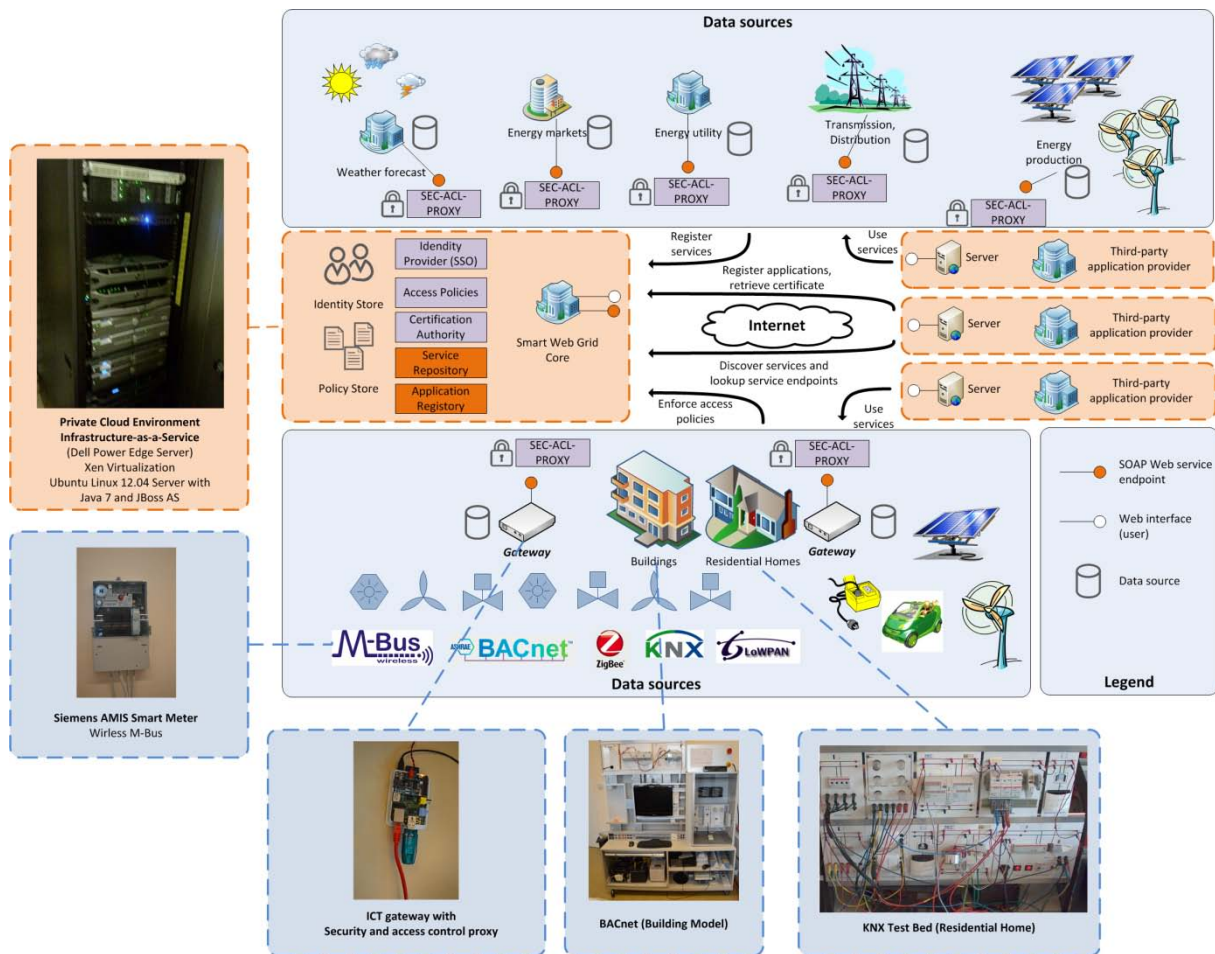 Data sources
Energy markets
Energy utility
Transmission,
Distribution
Energy
production
Weather forecast
SEC-ACL-
PROXY
SEC-ACL-
PROXY
SEC-ACL-
PROXY
SEC-ACL-
PROXY
SEC-ACL-
PROXY
Private Cloud Environment
Infrastructure-as-a-Service
(Dell Power Edge Server)
Xen Virtualization
Ubuntu Linux 12.04 Server with
Java 7 and JBoss AS
Identity Store
Policy Store
Identity
Provider (SSO)
Access Policies
Certification
Authority
Service
Repository
Application
Registory
Smart Web Grid
Core
Register
services
Use
services
Register applications,
retrieve certificate
Internet
Discover services and
lookup service endpoints
Enforce access
policies
Use
services
Server
Third-party
application provider
Server
Third-party
application provider
Server
Third-party
application provider
SEC-ACL-
PROXY
SEC-ACL-
PROXY
Gateway
Buildings
Residential Homes
Gateway
M-Bus
wireless
ASHRAE BACnet™
ZigBee®
KNX
6LoWPAN
Data sources
SOAP Web service
endpoint
Web interface
(user)
Data source
Legend
Siemens AMIS Smart Meter
Wirless M-Bus
ICT gateway with
Security and access control proxy
BACnet (Building Model)
KNX Test Bed (Residential Home)